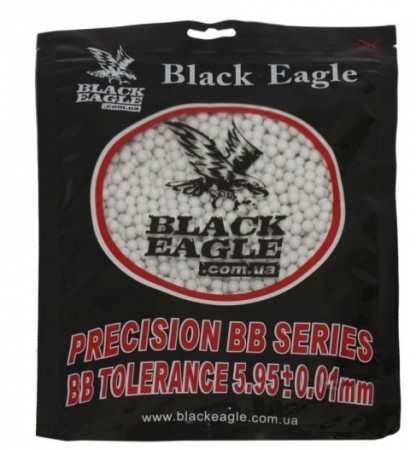 BLACK
EAGLE
.com.ua
Black Eagle
BLACK
EAGLE
.com.ua
PRECISION BB SERIES
BB TOLERANCE 5.95±0.01mm
www.blackeagle.com.ua